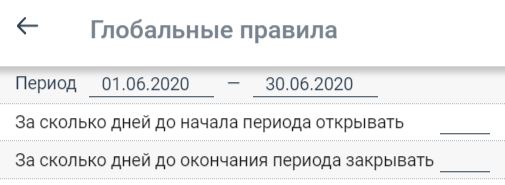 Глобальные правила
Период 01.06.2020 — 30.06.2020
За сколько дней до начала периода открывать
За сколько дней до окончания периода закрывать